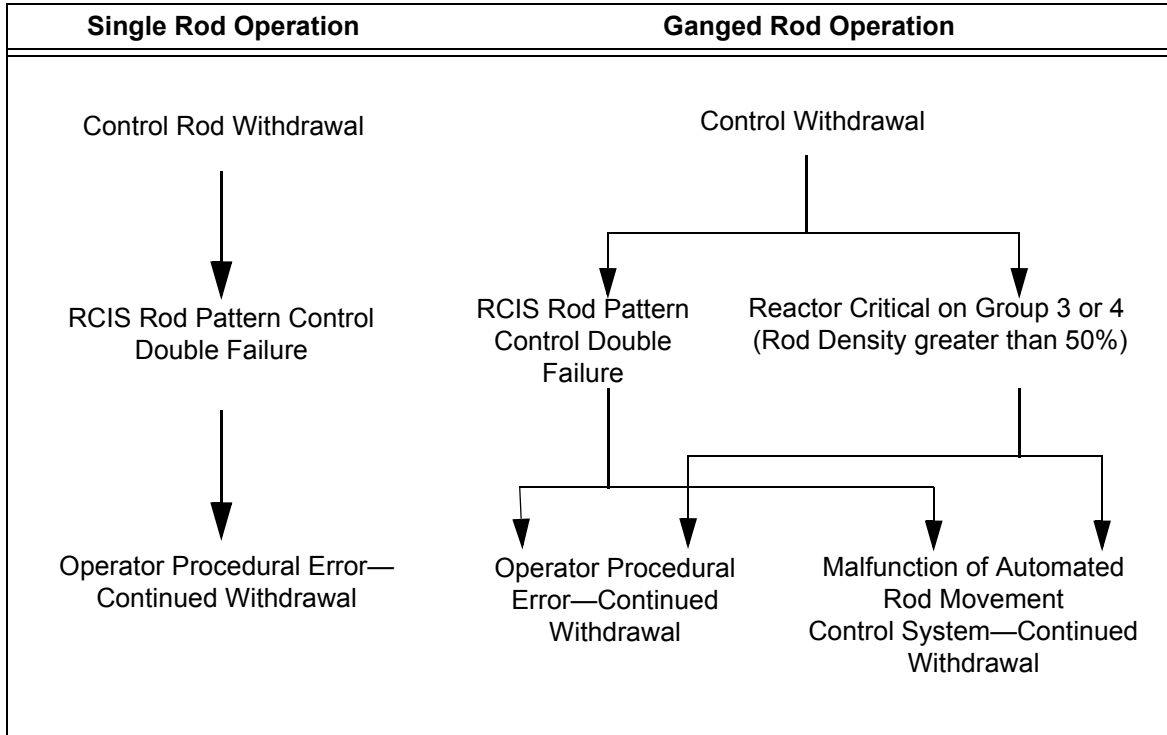 Single Rod Operation
Ganged Rod Operation
Control Rod Withdrawal
RCIS Rod Pattern Control
Double Failure
Operator Procedural Error—
Continued Withdrawal
Control Withdrawal
RCIS Rod Pattern
Control Double
Failure
Reactor Critical on Group 3 or 4
(Rod Density greater than 50%)
Operator Procedural
Error—Continued
Withdrawal
Malfunction of Automated
Rod Movement
Control System—Continued
Withdrawal